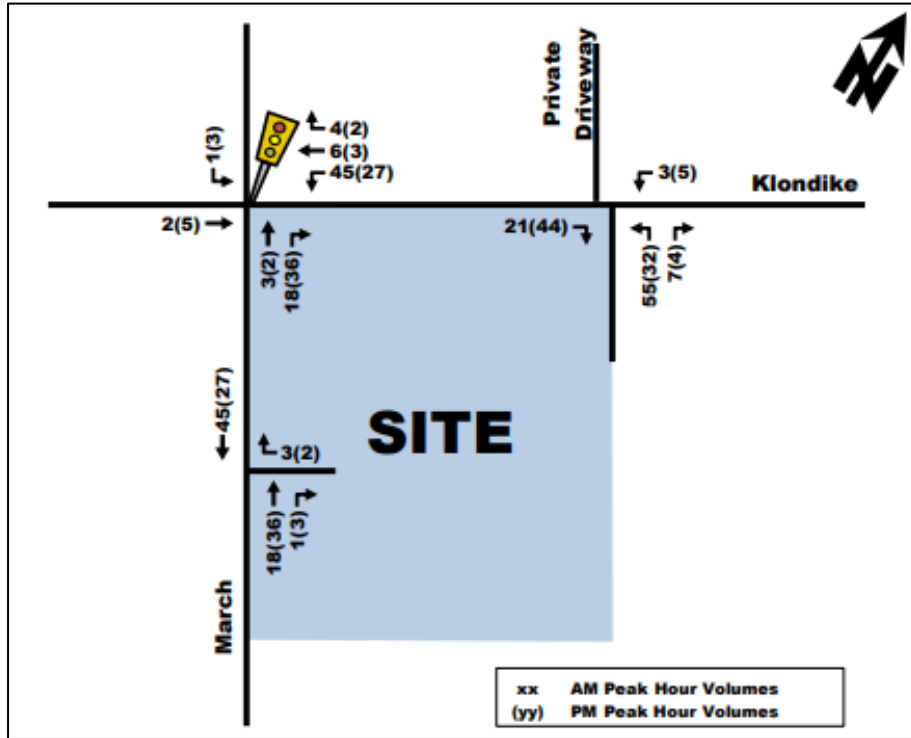 Private
Driveway
4(2)
6(3)
45(27)
1(3)
3(5)
Klondike
2(5)
3(2)
18(36)
21(44)
55(32)
7(4)
45(27)
SITE
3(2)
18(36)
1(3)
March
xx AM Peak Hour Volumes
(yy) PM Peak Hour Volumes
N